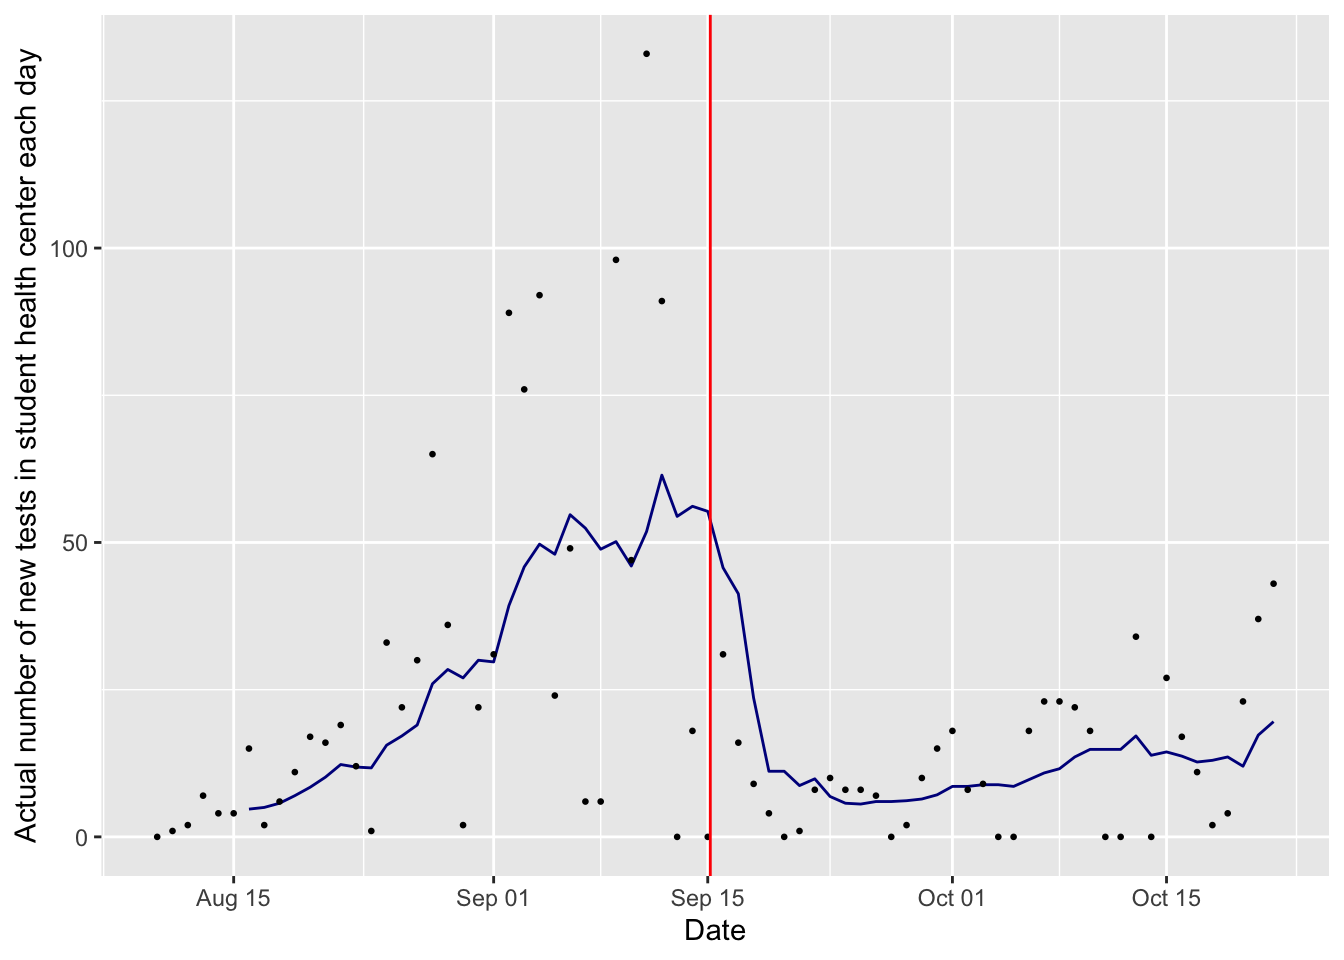 Actual number of new tests in student health center each day
100
50
0
Aug 15 Sep 01 Sep 15 Oct 01 Oct 15
Date